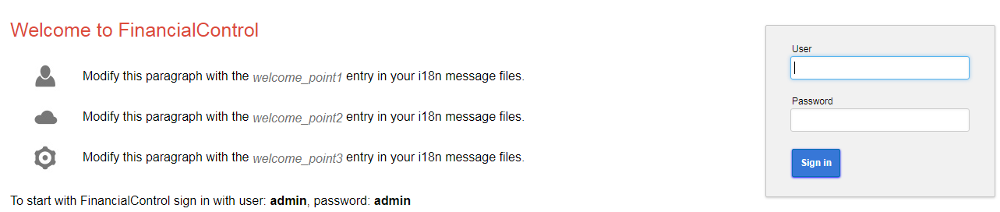 Welcome to FinancialControl
Modify this paragraph with the welcome_point1 entry in your i18n message files.
Modify this paragraph with the welcome_point2 entry in your i18n message files.
Modify this paragraph with the welcome_point3 entry in your i18n message files.
To start with FinancialControl sign in with user: admin, password: admin
User
Password
Sign in